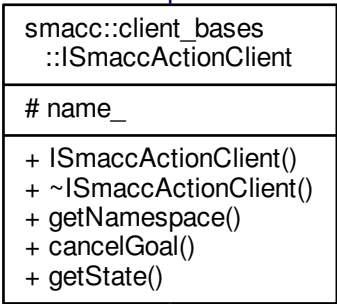 smacc::client_bases
::ISmaccActionClient
# name_
+ ISmaccActionClient()
+ ~ISmaccActionClient()
+ getNamespace()
+ cancelGoal()
+ getState()